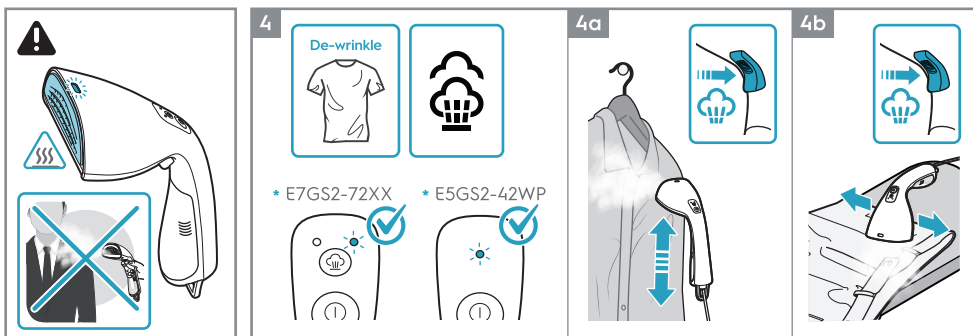 4
De-wrinkle
* E7GS2-72XX
* E5GS2-42WP
4a
4b